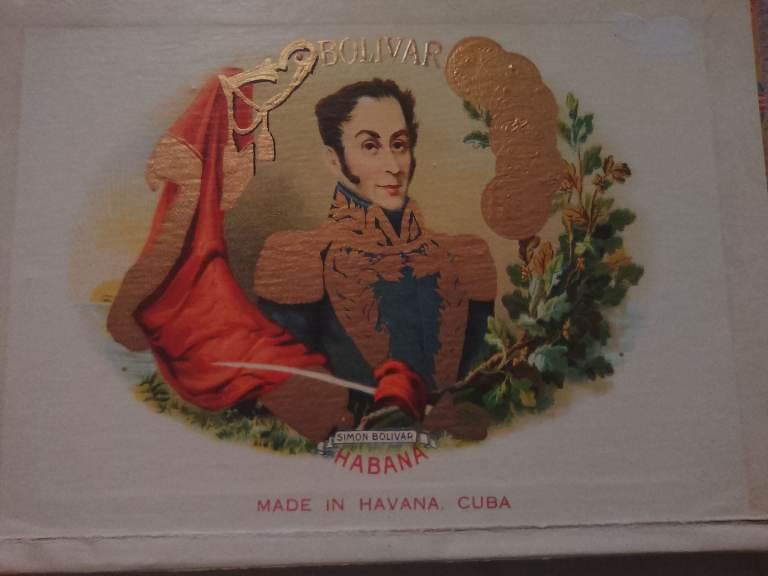 BOLIVAR
SIMON BOLIVAR
HABANA
MADE IN HAVANA, CUBA